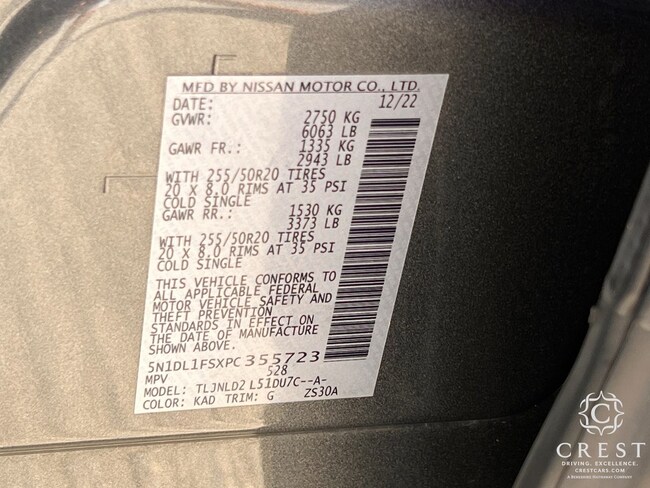 MFD BY NISSAN MOTOR CO., LTD.
DATE: 12/22
GVWR: 2750 KG
6063 LB
GAWR FR.: 1335 KG
2943 LB
WITH 255/50R20 TIRES
20 X 8.0 RIMS AT 35 PSI
COLD SINGLE
GAWR RR.: 1530 KG
3373 LB
WITH 255/50R20 TIRES
20 X 8.0 RIMS AT 35 PSI
COLD SINGLE
THIS VEHICLE CONFORMS TO
ALL APPLICABLE FEDERAL
MOTOR VEHICLE SAFETY AND
THEFT PREVENTION
STANDARDS IN EFFECT ON
THE DATE OF MANUFACTURE
SHOWN ABOVE.
5N1DL1FSXPC355723
MPV 528
MODEL: TLJNLD2 L51DU7C--A-
COLOR: KAD TRIM: G ZS30A
C
CREST
DRIVING. EXCELLENCE.
CRESTCARS.COM
A BERKSHIRE HATHAWAY COMPANY